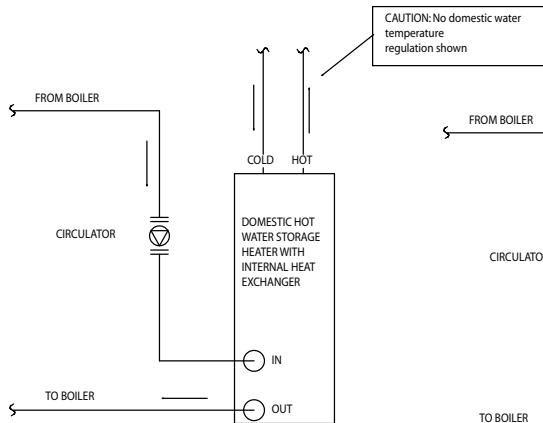 CAUTION: No domestic water
temperature
regulation shown
FROM BOILER
FROM BOILER
COLD
HOT
DOMESTIC HOT
WATER STORAGE
HEATER WITH
INTERNAL HEAT
EXCHANGER
CIRCULATOR
CIRCULATO
IN
TO BOILER
OUT
TO BOILER